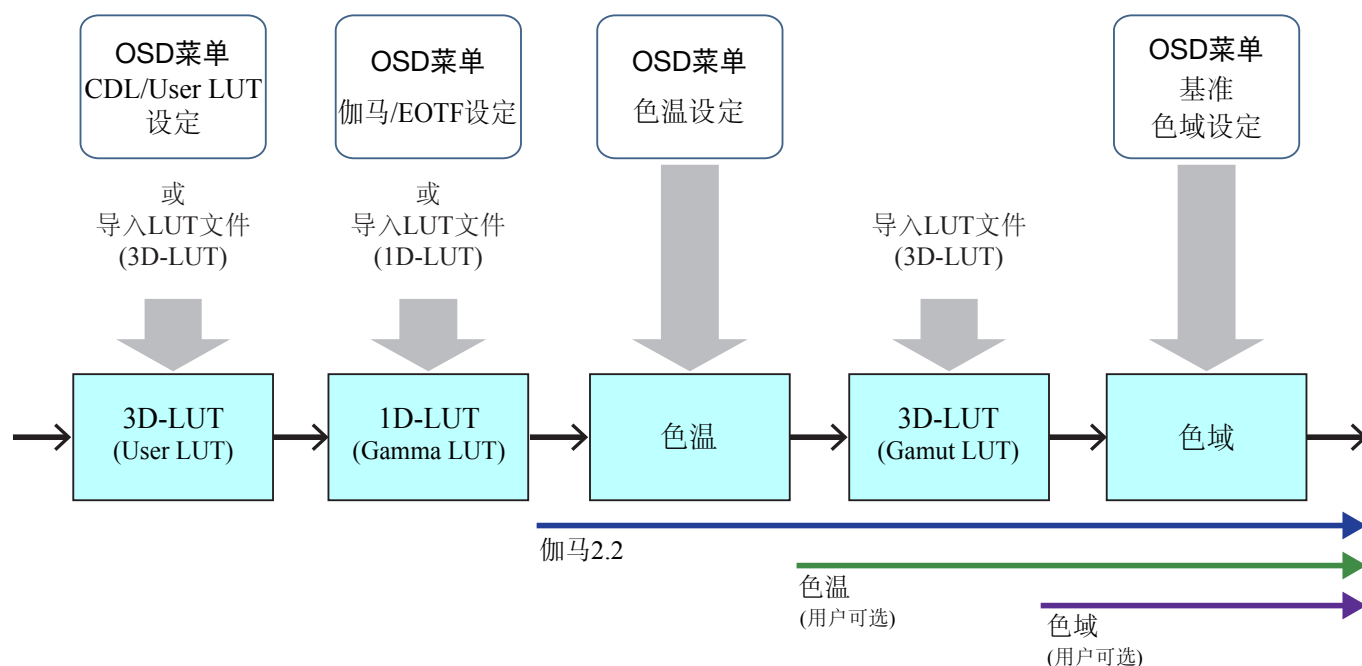 OSD菜单
CDL/User LUT
设定
OSD菜单
伽马/EOTF设定
OSD菜单
色温设定
OSD菜单
基准
色域设定
或
导入LUT文件
(3D-LUT)
或
导入LUT文件
(1D-LUT)
导入LUT文件
(3D-LUT)
3D-LUT
(User LUT)
1D-LUT
(Gamma LUT)
色温
3D-LUT
(Gamut LUT)
色域
伽马2.2
色温
(用户可选)
色域
(用户可选)